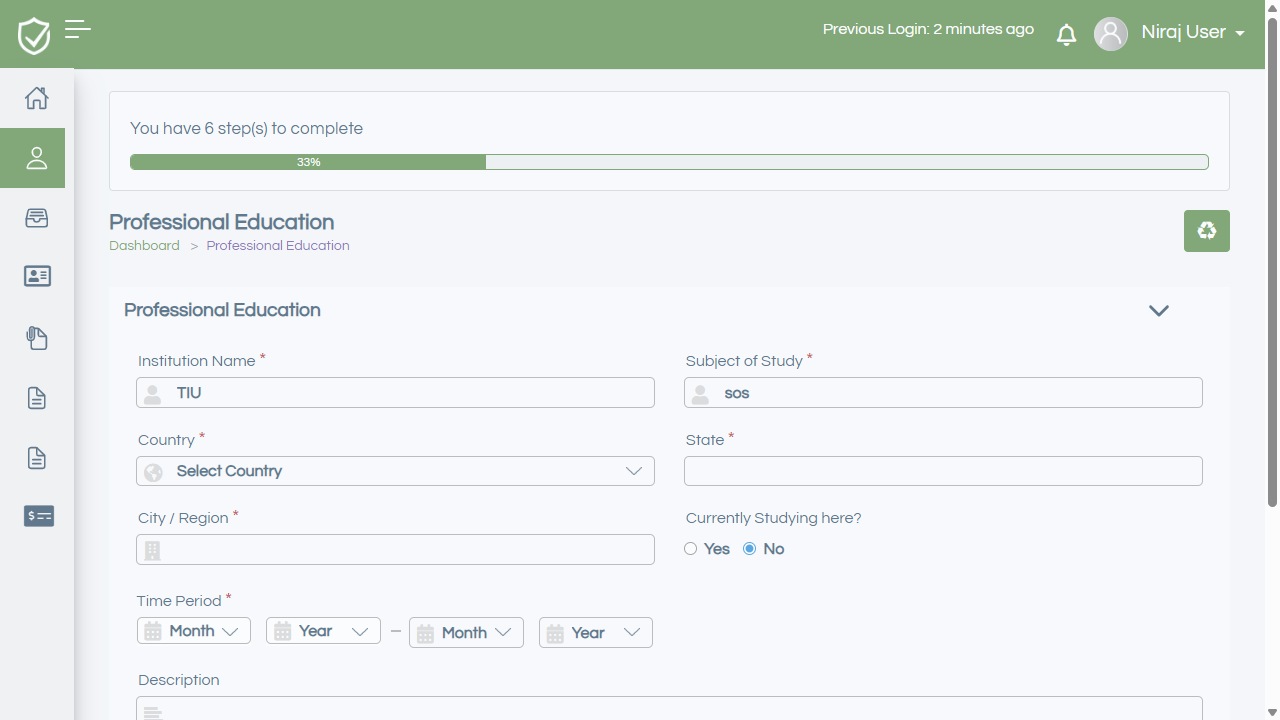 Previous Login: 2 minutes ago
Niraj User
You have 6 step(s) to complete
33%
Professional Education
Dashboard > Professional Education
Professional Education
Institution Name *
Subject of Study *
TIU
sos
Country *
State *
Select Country
City / Region *
Currently Studying here?
Yes No
Time Period *
Month Year – Month Year
Description